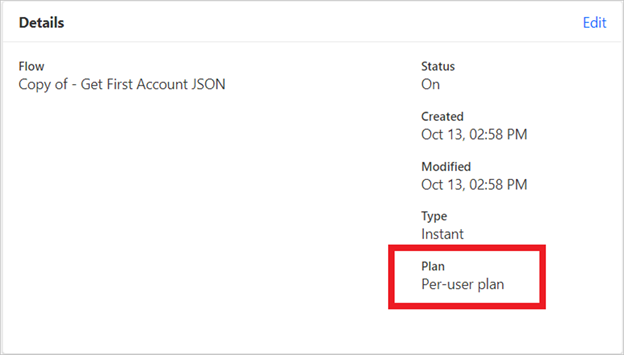 Details
Edit
Flow
Copy of - Get First Account JSON
Status
On
Created
Oct 13, 02:58 PM
Modified
Oct 13, 02:58 PM
Type
Instant
Plan
Per-user plan